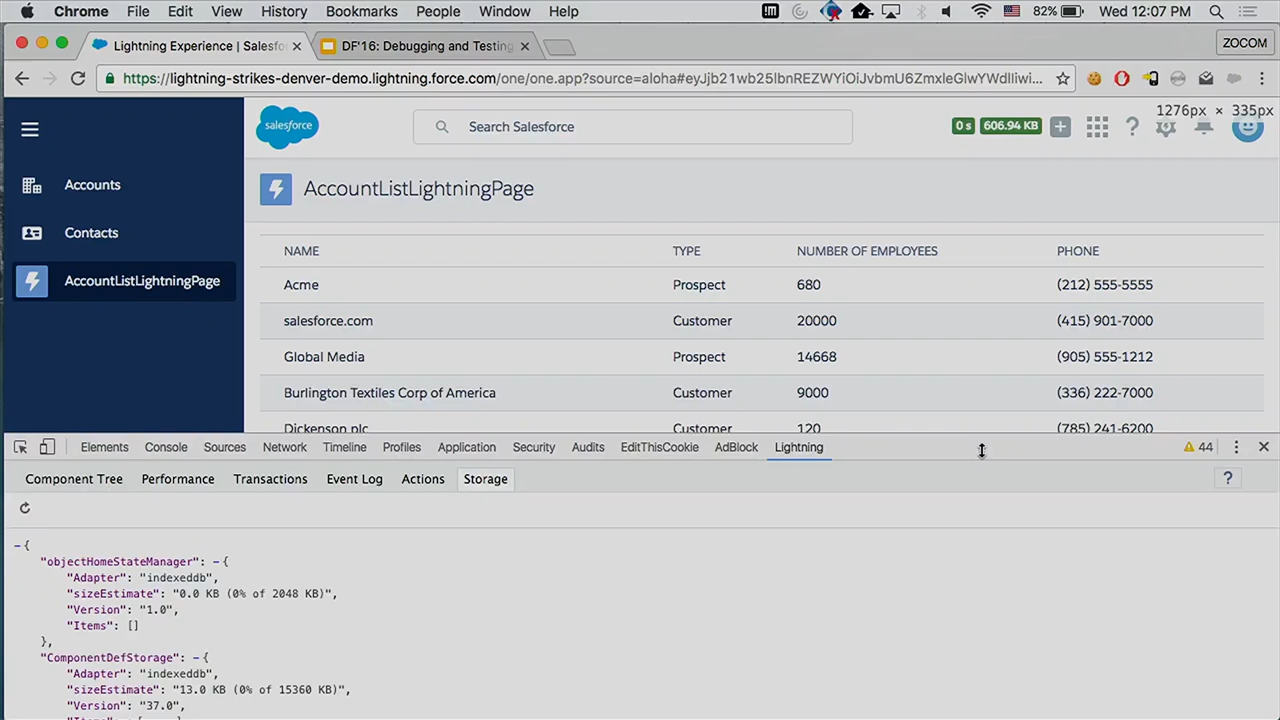 Chrome File Edit View History Bookmarks People Window Help 82% Wed 12:07 PM
Lightning Experience | Salesfo DF'16: Debugging and Testing ZOCOM
https://lightning-strikes-denver-demo.lightning.force.com/one/one.app?source=aloha#eyJjb21wb25lbnREZWYiOiJvbmU6ZmxleGlwYWdlIiwi...
1276px × 335px
salesforce Search Salesforce 0 s 606.94 KB
Accounts
AccountListLightningPage
Contacts
AccountListLightningPage
NAME TYPE NUMBER OF EMPLOYEES PHONE
Acme Prospect 680 (212) 555-5555
salesforce.com Customer 20000 (415) 901-7000
Global Media Prospect 14668 (905) 555-1212
Burlington Textiles Corp of America Customer 9000 (336) 222-7000
Dickenson plc Customer 120 (785) 241-6200
Elements Console Sources Network Timeline Profiles Application Security Audits EditThisCookie AdBlock Lightning 44
Component Tree Performance Transactions Event Log Actions Storage ?
- {
"objectHomeStateManager": - {
"Adapter": "indexeddb",
"sizeEstimate": "0.0 KB (0% of 2048 KB)",
"Version": "1.0",
"Items": []
},
"ComponentDefStorage": - {
"Adapter": "indexeddb",
"sizeEstimate": "13.0 KB (0% of 15360 KB)",
"Version": "37.0",